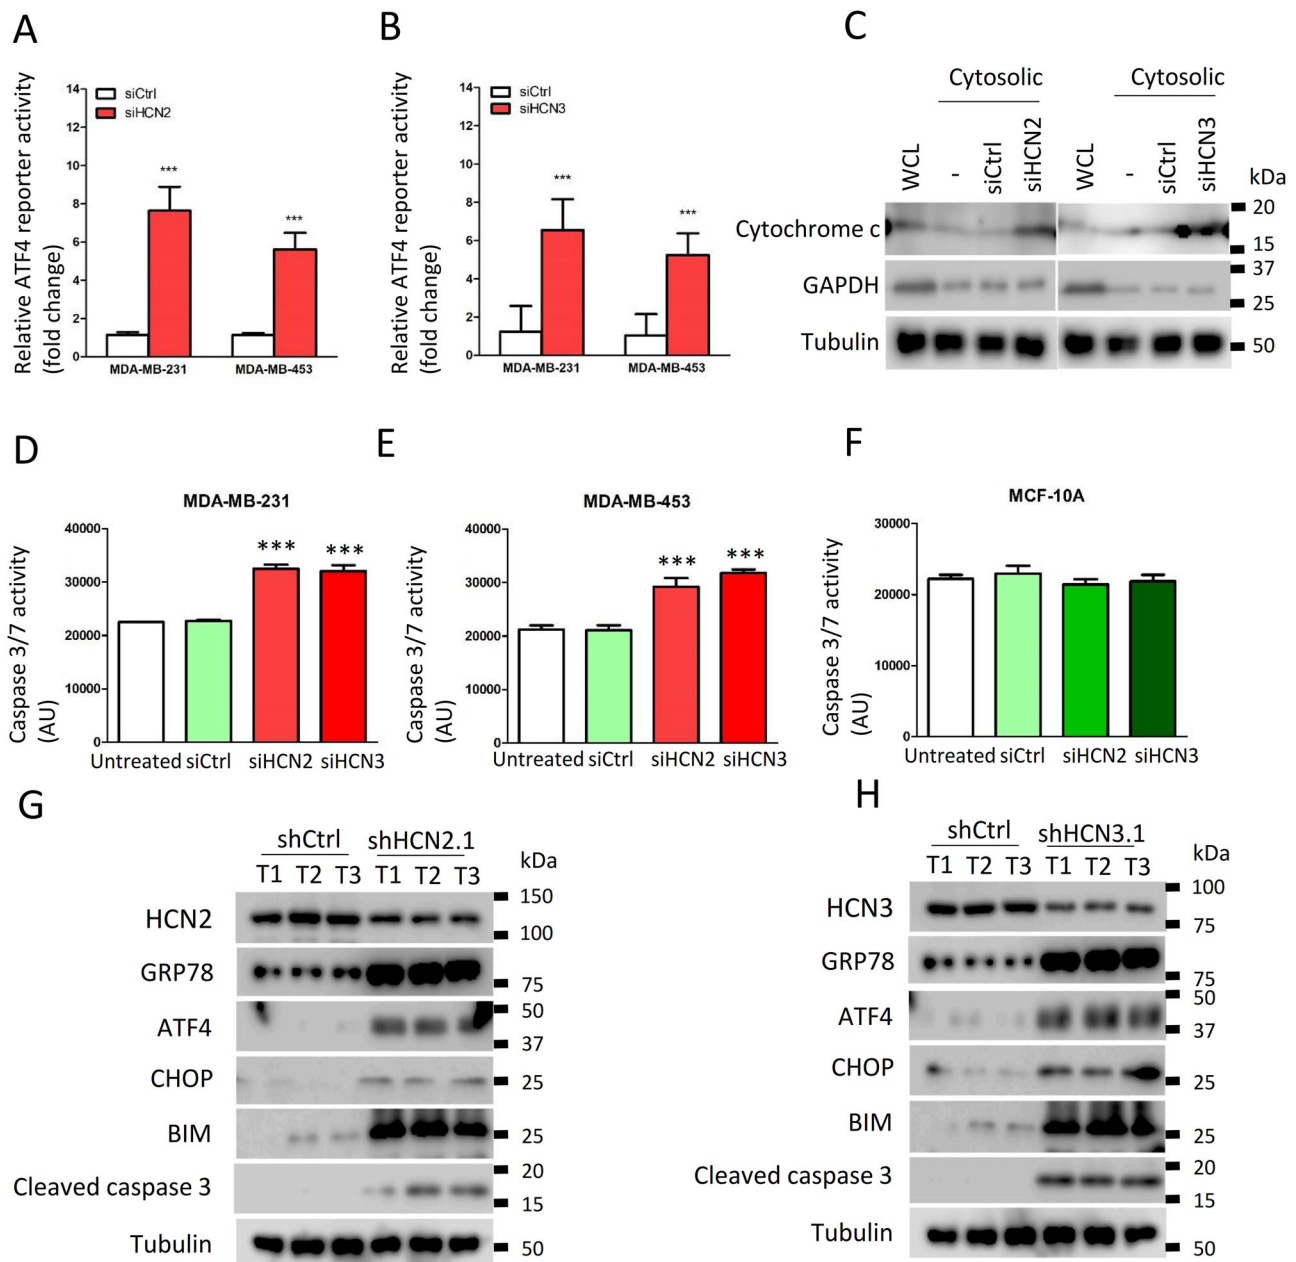 A
Relative ATF4 reporter activity
(fold change)
siCtrl
siHCN2
14
12
10
8
6
4
2
0
***
***
MDA-MB-231 MDA-MB-453
B
Relative ATF4 reporter activity
(fold change)
siCtrl
siHCN3
14
12
10
8
6
4
2
0
***
***
MDA-MB-231 MDA-MB-453
C
Cytosolic Cytosolic
WCL - siCtrl siHCN2 WCL - siCtrl siHCN3 kDa
Cytochrome c 20
15
GAPDH 37
25
Tubulin 50
D
MDA-MB-231
Caspase 3/7 activity
(AU)
40000
30000
20000
10000
0
*** ***
Untreated siCtrl siHCN2 siHCN3
E
MDA-MB-453
Caspase 3/7 activity
(AU)
40000
30000
20000
10000
0
*** ***
Untreated siCtrl siHCN2 siHCN3
F
MCF-10A
Caspase 3/7 activity
(AU)
30000
20000
10000
0
Untreated siCtrl siHCN2 siHCN3
G
shCtrl shHCN2.1
T1 T2 T3 T1 T2 T3 kDa
HCN2 150
100
GRP78 75
ATF4 50
37
CHOP 25
BIM 25
Cleaved caspase 3 20
15
Tubulin 50
H
shCtrl shHCN3.1
T1 T2 T3 T1 T2 T3 kDa
HCN3 100
75
GRP78 75
ATF4 50
37
CHOP 25
BIM 25
Cleaved caspase 3 20
15
Tubulin 50